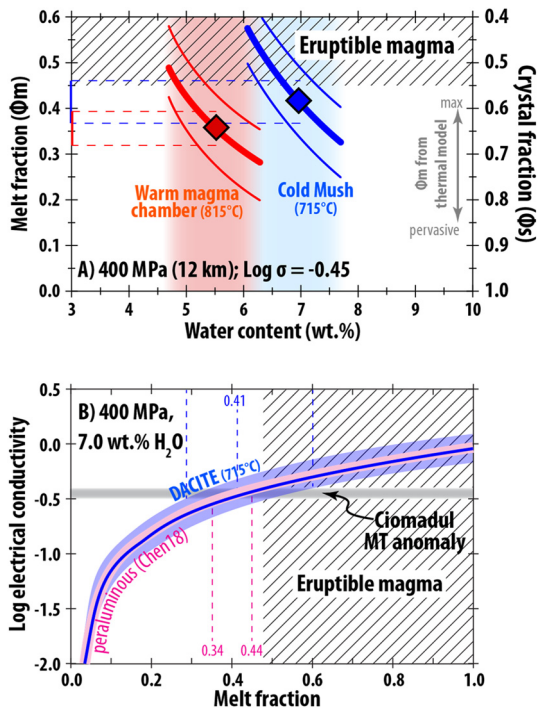 0.6
0.5
0.4
0.3
0.2
0.1
0.0
Melt fraction (Φm)
Eruptible magma
Warm magma
chamber (815°C)
Cold Mush
(715°C)
max
Φm from
thermal model
pervasive
A) 400 MPa (12 km); Log σ = -0.45
0.4
0.5
0.6
0.7
0.8
0.9
1.0
Crystal fraction (Φs)
3 4 5 6 7 8 9 10
Water content (wt.%)
0.5
0.0
-0.5
-1.0
-1.5
-2.0
Log electrical conductivity
B) 400 MPa,
7.0 wt.% H2O
0.41
DACITE (715°C)
peraluminous (Chen18)
Ciomadul
MT anomaly
Eruptible magma
0.34 0.44
0.0 0.2 0.4 0.6 0.8 1.0
Melt fraction